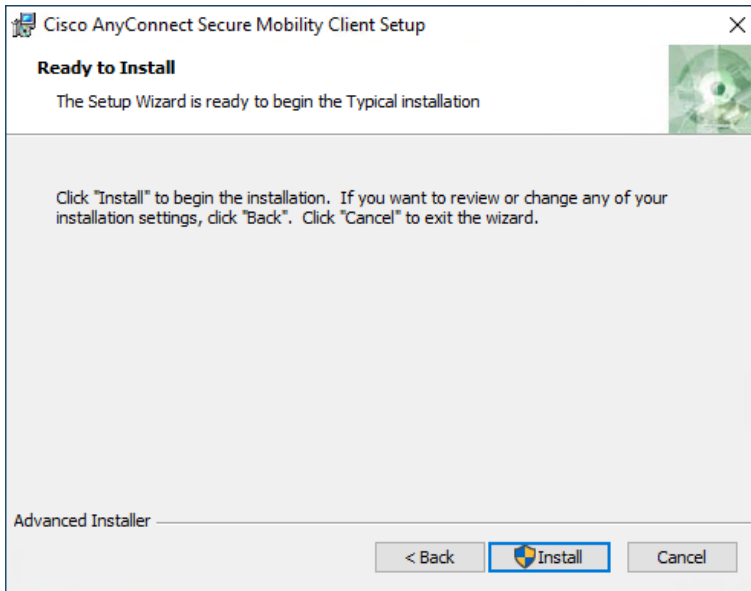 Cisco AnyConnect Secure Mobility Client Setup
Ready to Install
The Setup Wizard is ready to begin the Typical installation
Click "Install" to begin the installation.  If you want to review or change any of your
installation settings, click "Back".  Click "Cancel" to exit the wizard.
Advanced Installer
< Back
Install
Cancel